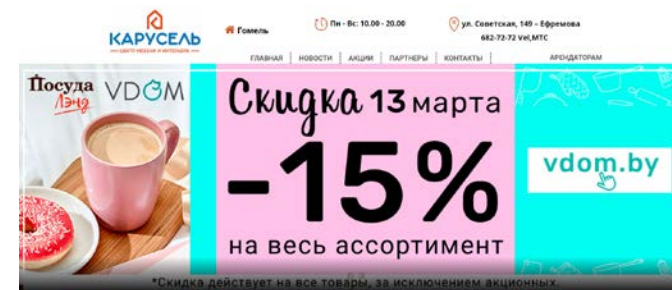 КАРУСЕЛЬ
ЦЕНТР МЕБЕЛИ И ИНТЕРЬЕРА
Гомель
Пн - Вс: 10.00 - 20.00
ул. Советская, 149 – Ефремова
682-72-72 Vel,МТС
ГЛАВНАЯ
НОВОСТИ
АКЦИИ
ПАРТНЕРЫ
КОНТАКТЫ
АРЕНДАТОРАМ
Посуда
Лэнд
VDOM
Скидка 13 марта
-15%
на весь ассортимент
vdom.by
*Скидка действует на все товары, за исключением акционных.